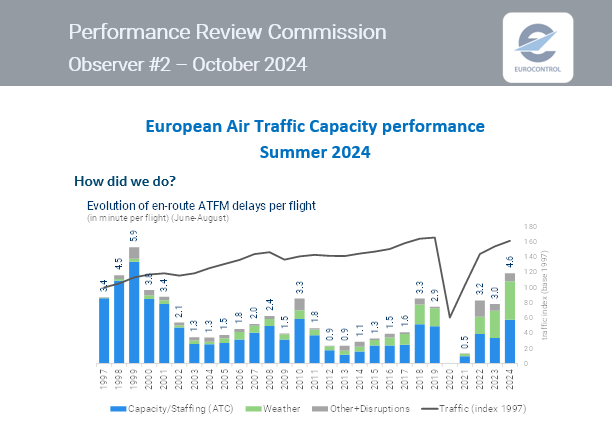 Performance Review Commission
Observer #2 – October 2024
EUROCONTROL
European Air Traffic Capacity performance
Summer 2024
How did we do?
Evolution of en-route ATFM delays per flight
(in minute per flight) (June-August)
3.4 4.5 5.9 3.8 3.4 2.1 1.3 1.3 1.5 1.8 2.0 2.4 1.5 3.3 1.8 0.9 0.9 1.1 1.3 1.5 1.6 3.3 2.9 0.5 3.2 3.0 4.6
180
160
140
120
100
80
60
40
20
0
traffic index (base 1997)
1997 1998 1999 2000 2001 2002 2003 2004 2005 2006 2007 2008 2009 2010 2011 2012 2013 2014 2015 2016 2017 2018 2019 2020 2021 2022 2023 2024
Capacity/Staffing (ATC) Weather Other+Disruptions Traffic (index 1997)